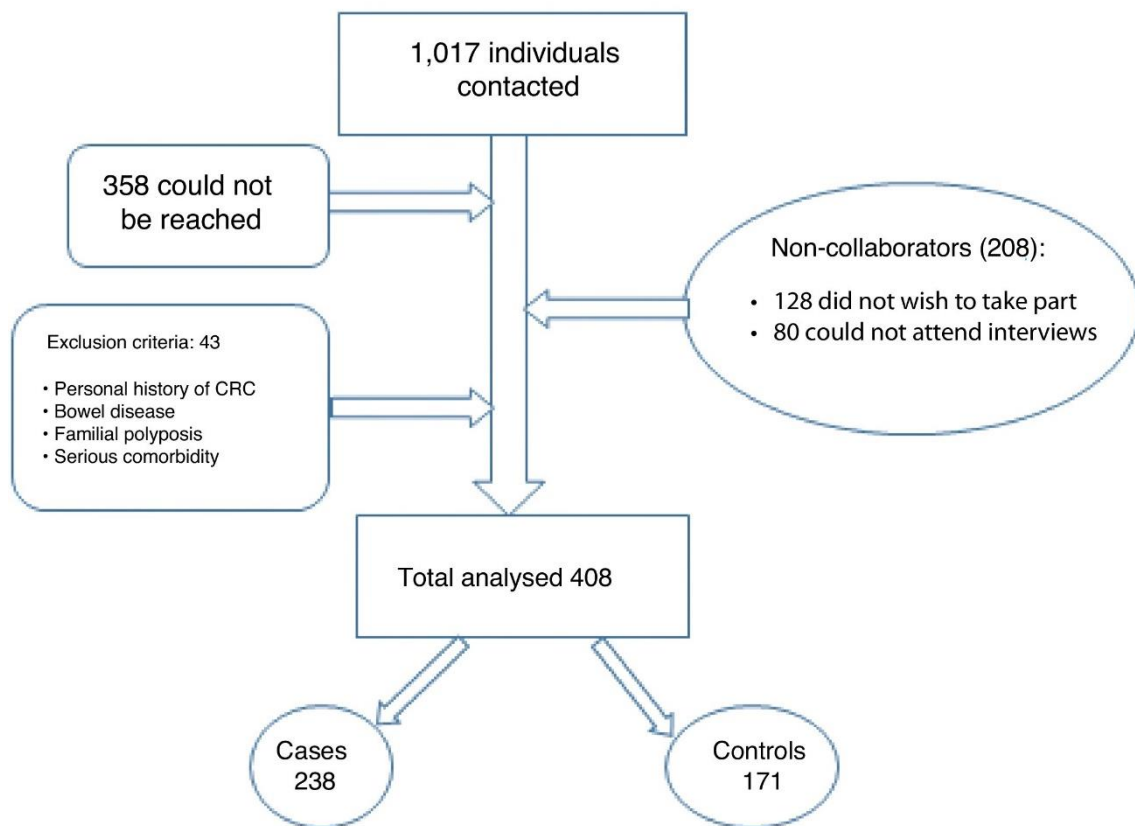 1,017 individuals
contacted
358 could not
be reached
Non-collaborators (208):
• 128 did not wish to take part
• 80 could not attend interviews
Exclusion criteria: 43
• Personal history of CRC
• Bowel disease
• Familial polyposis
• Serious comorbidity
Total analysed 408
Cases
238
Controls
171